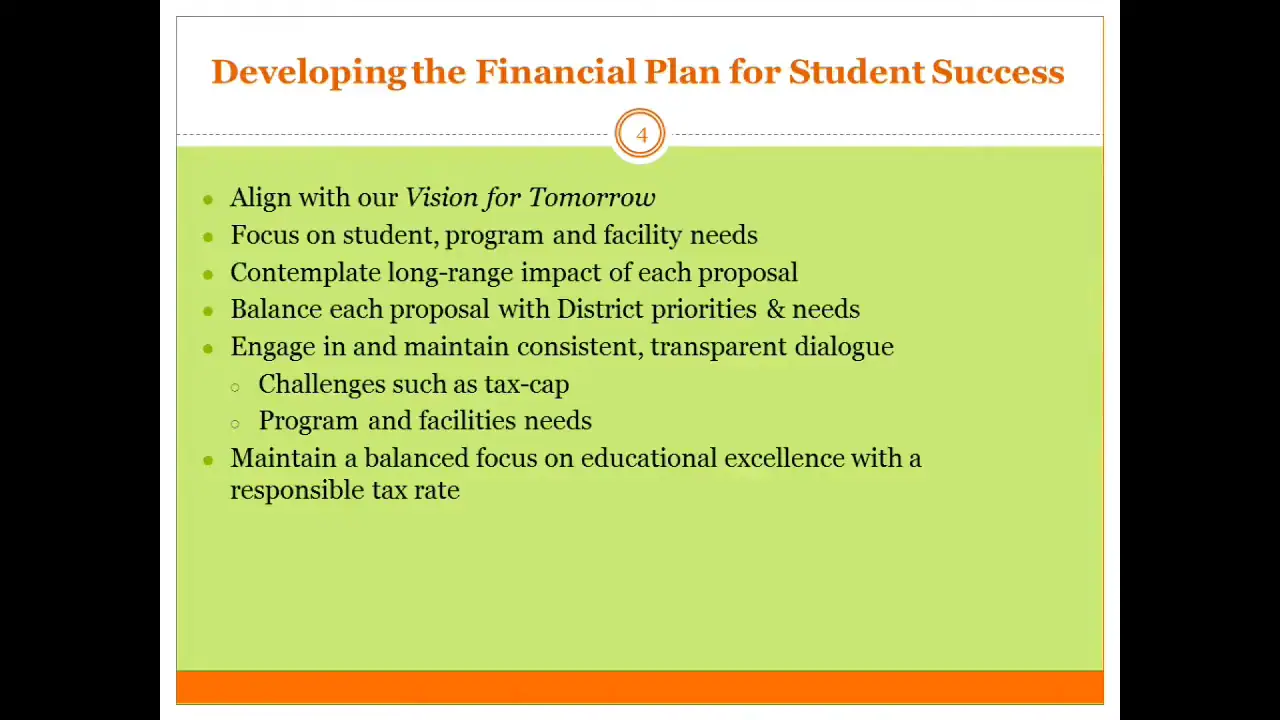 Developing the Financial Plan for Student Success
4
Align with our Vision for Tomorrow
Focus on student, program and facility needs
Contemplate long-range impact of each proposal
Balance each proposal with District priorities & needs
Engage in and maintain consistent, transparent dialogue
Challenges such as tax-cap
Program and facilities needs
Maintain a balanced focus on educational excellence with a
responsible tax rate